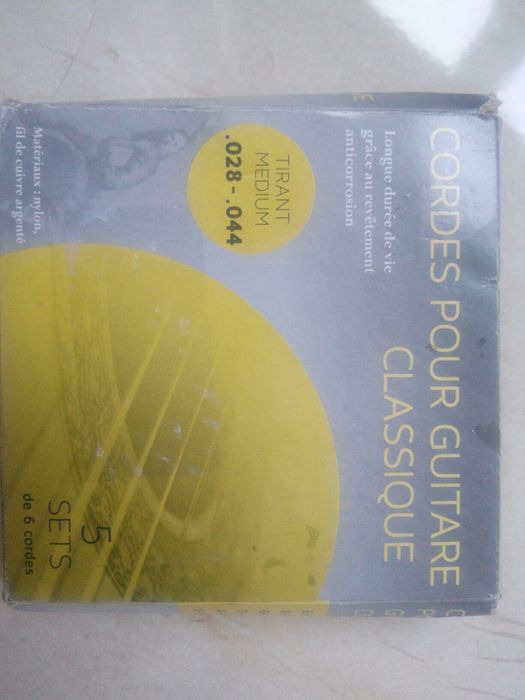 CORDES POUR GUITARE
CLASSIQUE
Longue durée de vie
grâce au revêtement
anticorrosion
TIRANT
MEDIUM
.028-.044
Matériaux : nylon,
fil de cuivre argenté
5
SETS
de 6 cordes